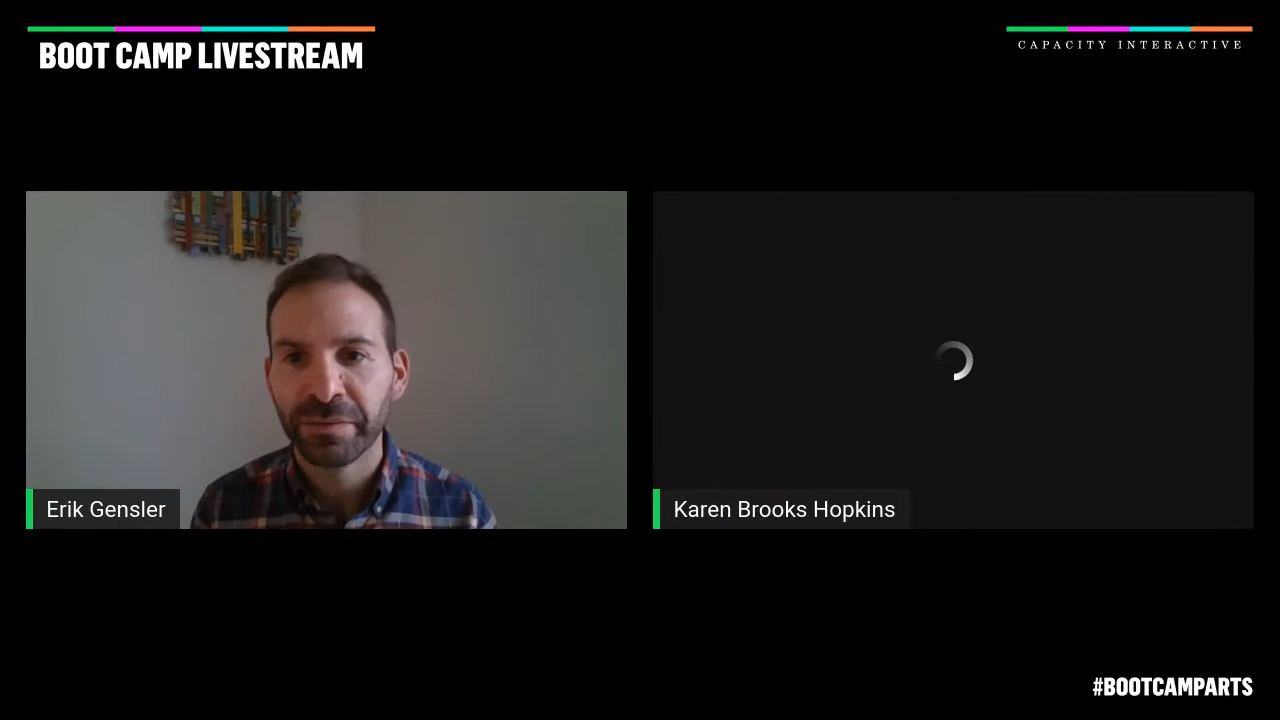 BOOT CAMP LIVESTREAM
CAPACITY INTERACTIVE
Erik Gensler
Karen Brooks Hopkins
#BOOTCAMPARTS